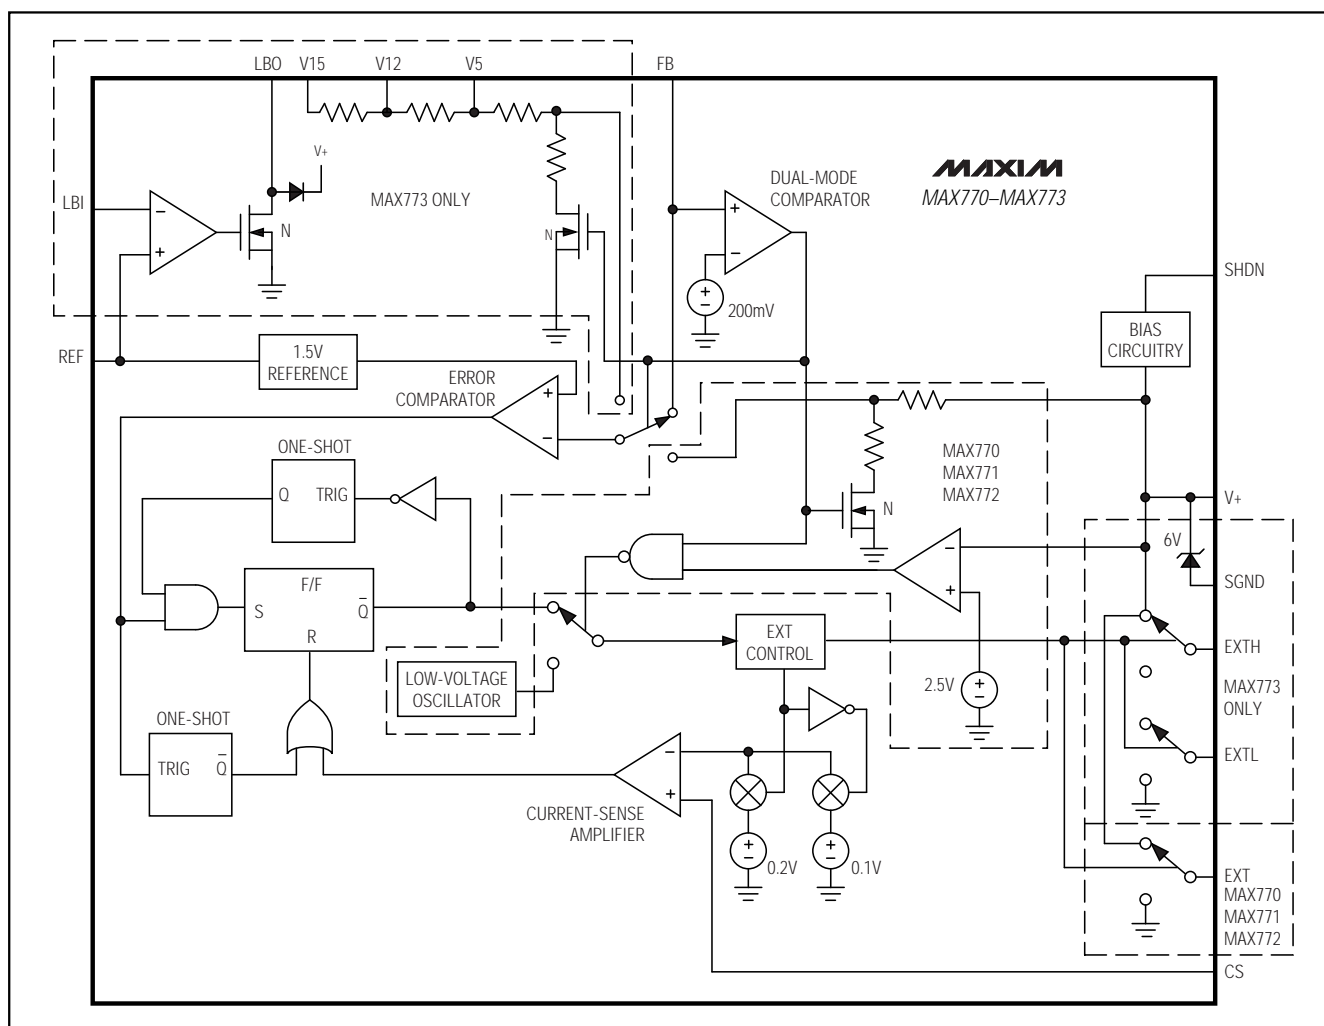 LBO V15 V12 V5 FB
V+
MAXIM
MAX770–MAX773
DUAL-MODE
COMPARATOR
MAX773 ONLY
LBI
−
+
N
N
+
−
+
−
200mV
SHDN
BIAS
CIRCUITRY
REF
1.5V
REFERENCE
ERROR
COMPARATOR
+
−
ONE-SHOT
Q TRIG
MAX770
MAX771
MAX772
N
V+
6V
SGND
−
+
F/F
S Q̅
R
EXT
CONTROL
EXTH
MAX773
ONLY
LOW-VOLTAGE
OSCILLATOR
2.5V
+
−
ONE-SHOT
TRIG Q̅
EXTL
−
+
CURRENT-SENSE
AMPLIFIER
+
−
0.2V
+
−
0.1V
EXT
MAX770
MAX771
MAX772
CS